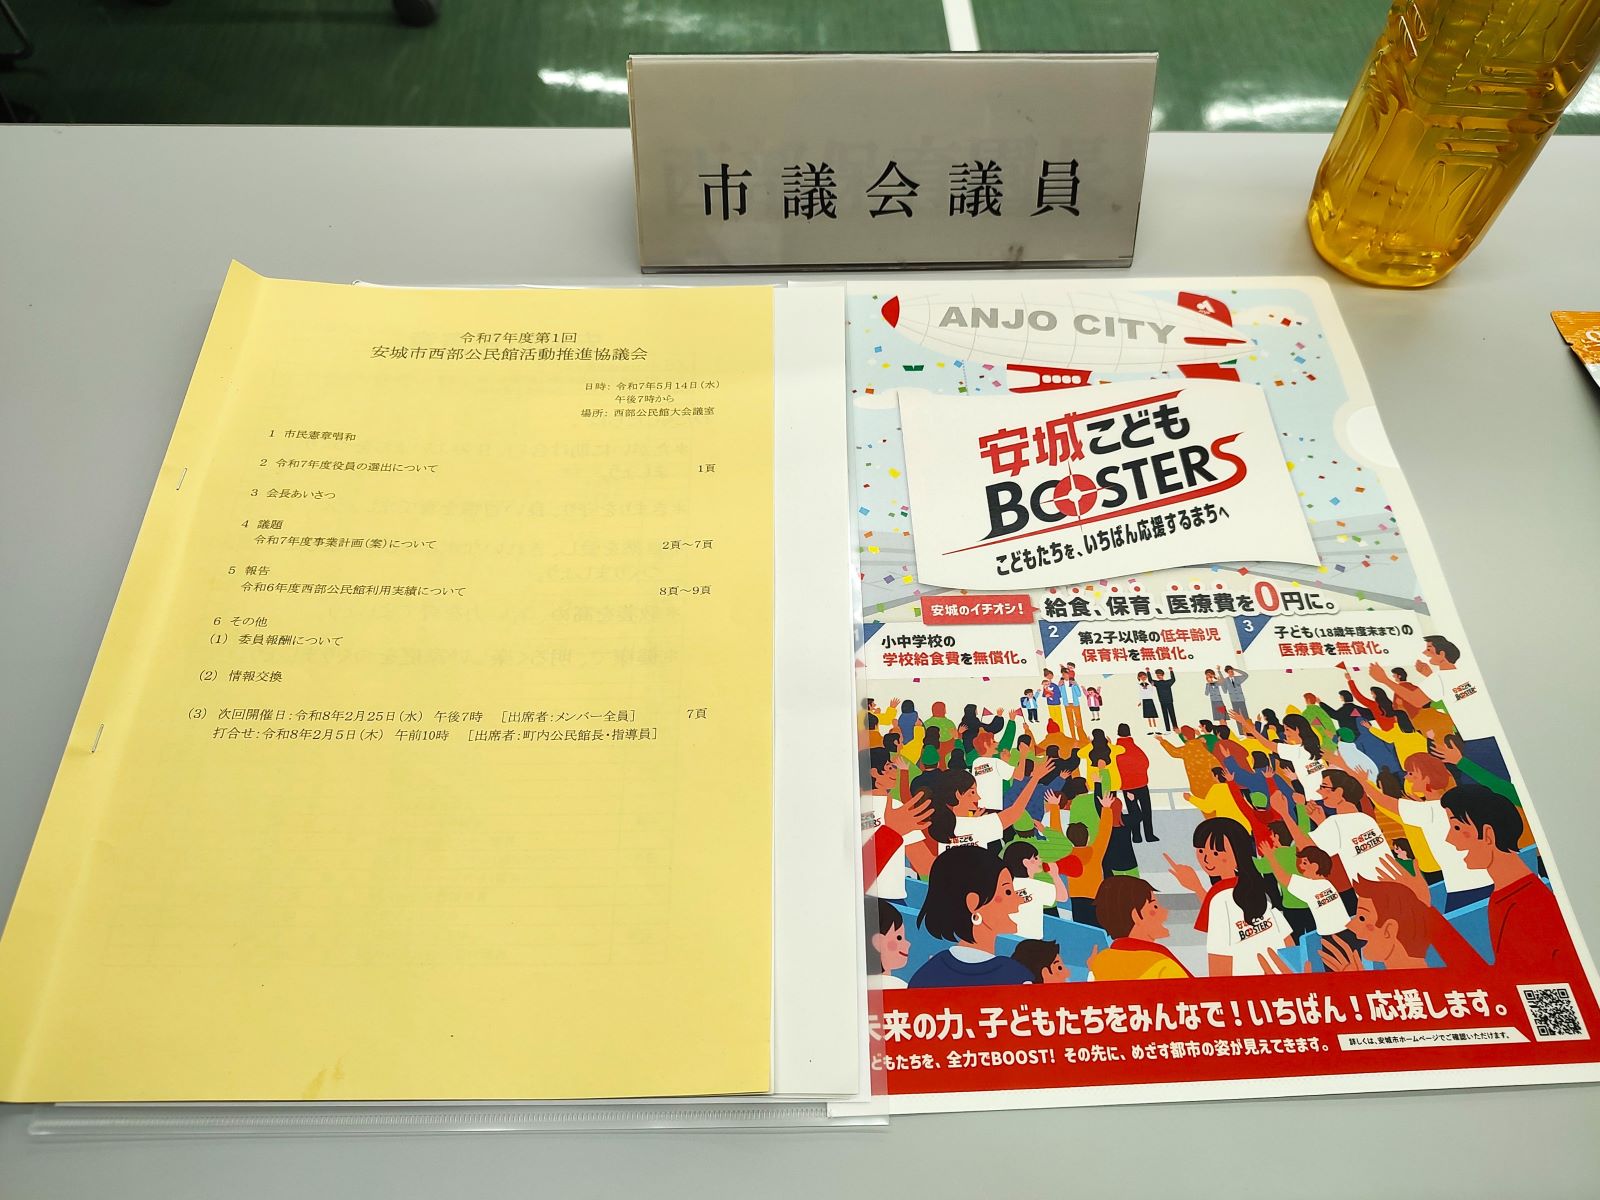 市議会議員
令和7年度第1回
安城市西部公民館活動推進協議会
日時: 令和7年5月14日(水)
午後7時から
場所: 西部公民館大会議室
1 市民憲章唱和
2 令和7年度役員の選出について 1頁
3 会長あいさつ
4 議題
令和7年度事業計画(案)について 2頁〜7頁
5 報告
令和6年度西部公民館利用実績について 8頁〜9頁
6 その他
(1) 委員報酬について
(2) 情報交換
(3) 次回開催日:令和8年2月25日(水) 午後7時 [出席者:メンバー全員] 7頁
打合せ:令和8年2月5日(木) 午前10時 [出席者:町内公民館長・指導員]
ANJO CITY
安城こども
BOOSTERS
こどもたちを、いちばん応援するまちへ
安城のイチオシ! 給食、保育、医療費を0円に。
小中学校の
学校給食費を無償化。
2 第2子以降の低年齢児
保育料を無償化。
3 子ども(18歳年度末まで)の
医療費を無償化。
安城こども
BOOSTERS
未来の力、子どもたちをみんなで!いちばん!応援します。
どもたちを、全力でBOOST! その先に、めざす都市の姿が見えてきます。
詳しくは、安城市ホームページでご確認いただけます。